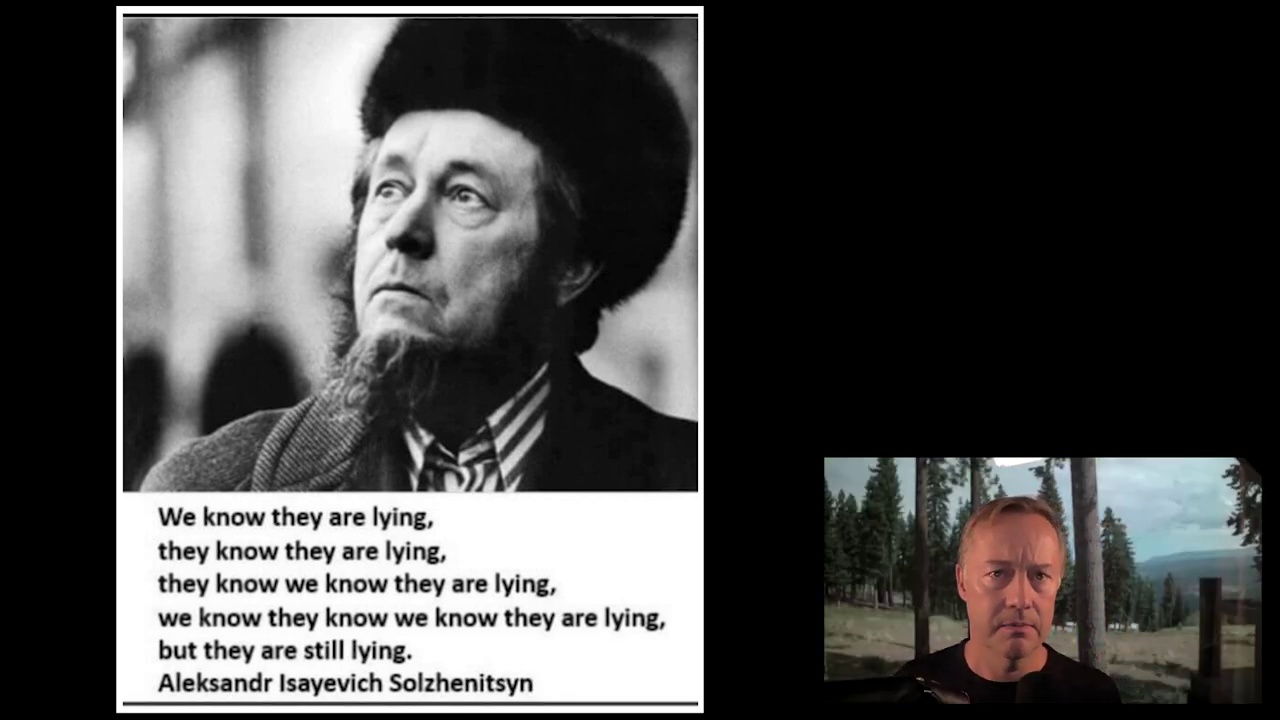 We know they are lying,
they know they are lying,
they know we know they are lying,
we know they know we know they are lying,
but they are still lying.
Aleksandr Isayevich Solzhenitsyn